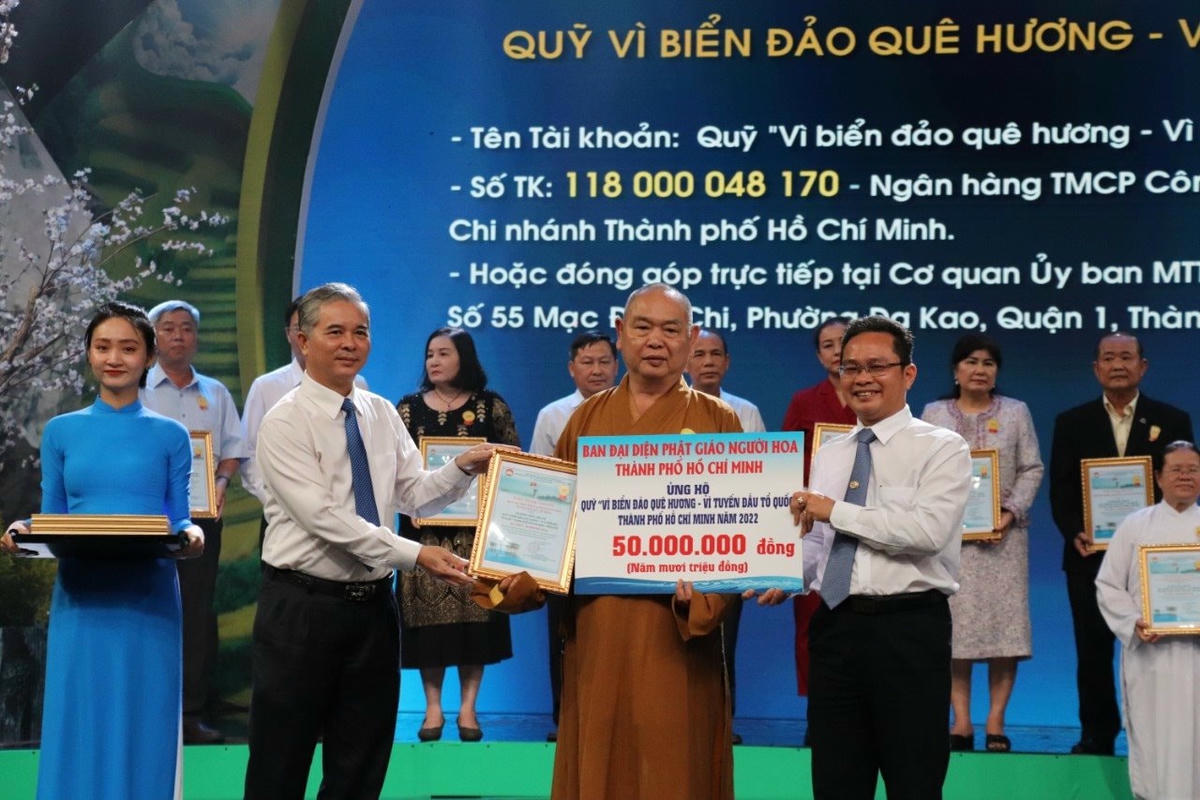 QUỸ VÌ BIỂN ĐẢO QUÊ HƯƠNG - V
- Tên Tài khoản: Quỹ "Vì biển đảo quê hương - Vì
- Số TK: 118 000 048 170 - Ngân hàng TMCP Côn
Chi nhánh Thành phố Hồ Chí Minh.
- Hoặc đóng góp trực tiếp tại Cơ quan Ủy ban MT
Số 55 Mạc Chi, Phường Đa Kao, Quận 1, Thàn
BAN ĐẠI DIỆN PHẬT GIÁO NGƯỜI HOA
THÀNH PHỐ HỒ CHÍ MINH
ỦNG HỘ
QUỸ "VÌ BIỂN ĐẢO QUÊ HƯƠNG - VÌ TUYẾN ĐẦU TỔ QUỐC
THÀNH PHỐ HỒ CHÍ MINH NĂM 2022
50.000.000 đồng
(Năm mươi triệu đồng)